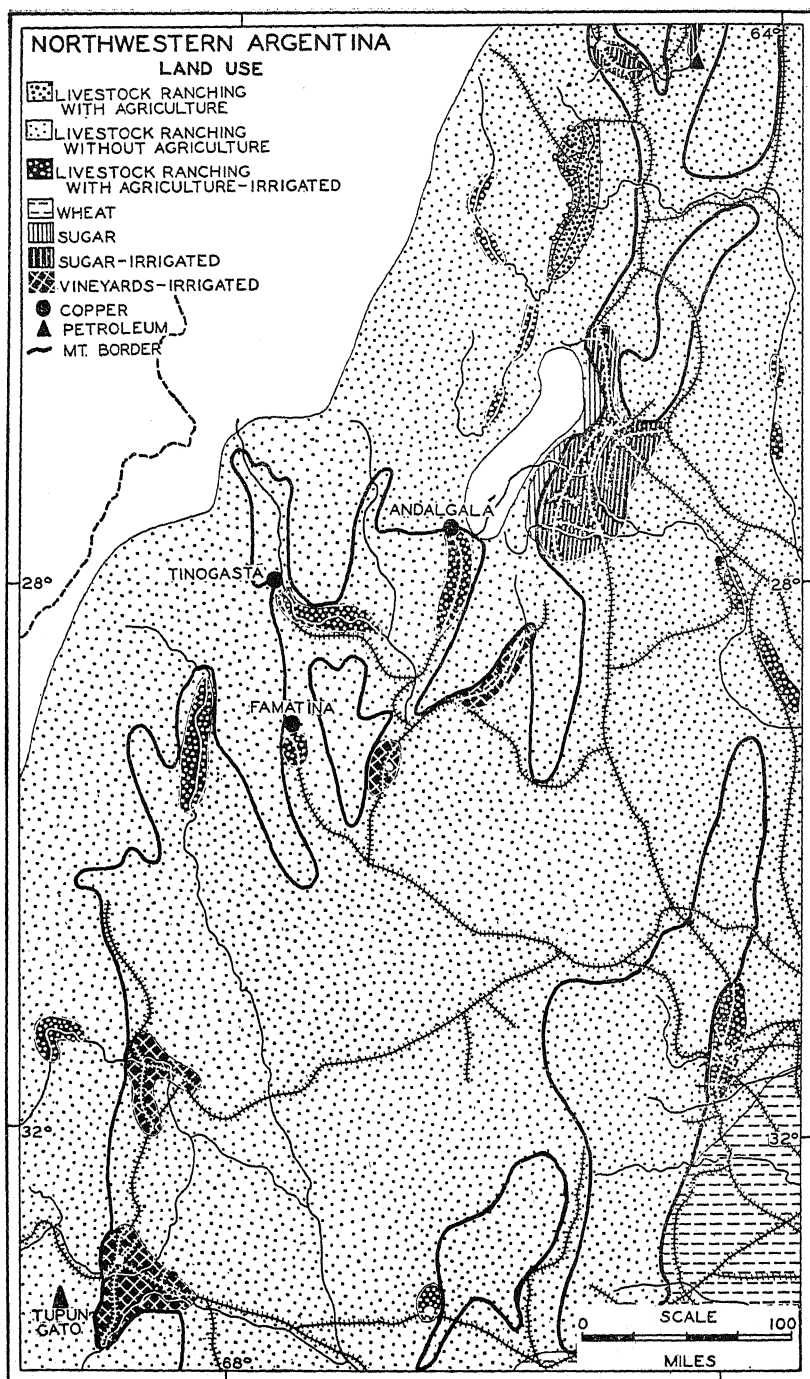 NORTHWESTERN ARGENTINA
LAND USE
LIVESTOCK RANCHING
WITH AGRICULTURE
LIVESTOCK RANCHING
WITHOUT AGRICULTURE
LIVESTOCK RANCHING
WITH AGRICULTURE-IRRIGATED
WHEAT
SUGAR
SUGAR-IRRIGATED
VINEYARDS-IRRIGATED
COPPER
PETROLEUM
MT. BORDER
64°
ANDALGALA
TINOGASTA
28°
28°
FAMATINA
32°
32°
TUPUN
GATO
68°
SCALE
0 100
MILES